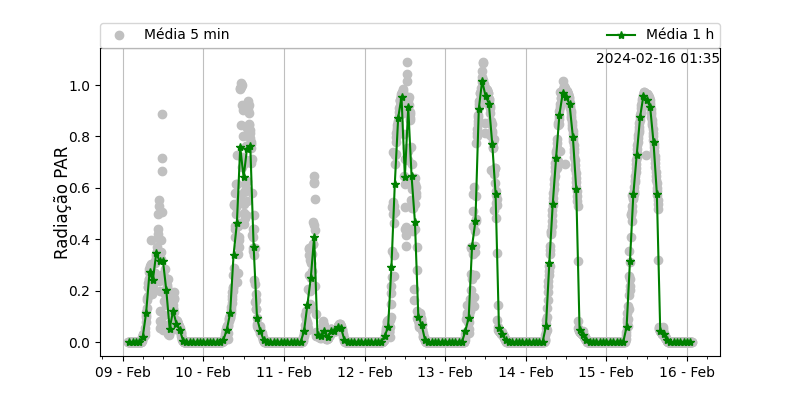 Média 5 min
Média 1 h
2024-02-16 01:35
Radiação PAR
1.0
0.8
0.6
0.4
0.2
0.0
09 - Feb
10 - Feb
11 - Feb
12 - Feb
13 - Feb
14 - Feb
15 - Feb
16 - Feb